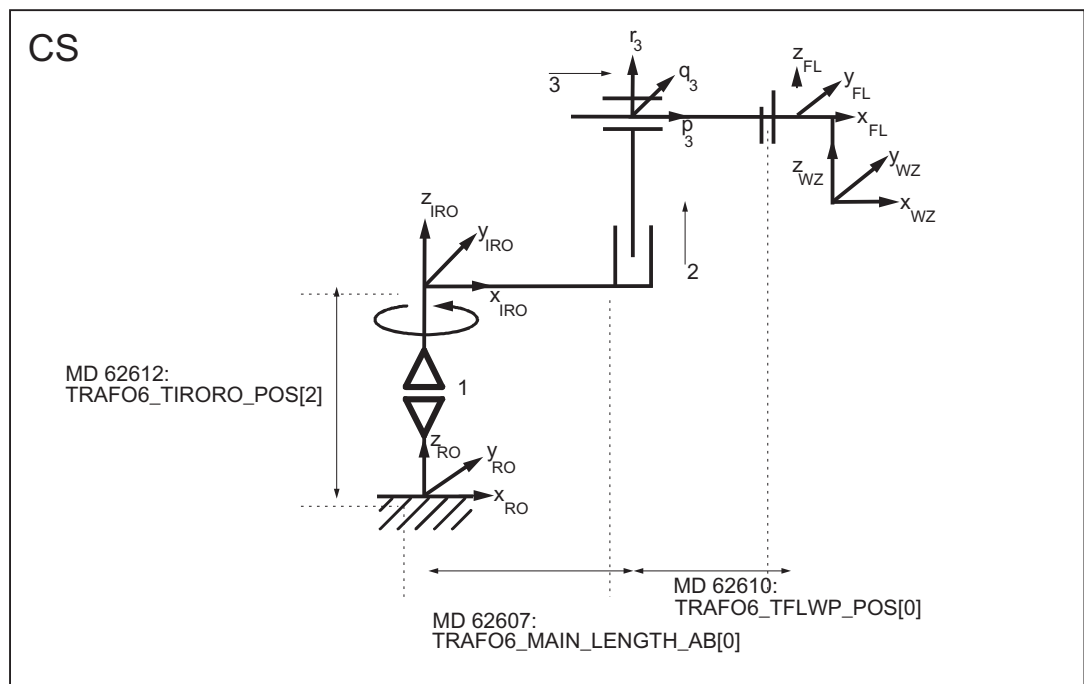 CS
r3
3
q3
zFL
yFL
p3
xFL
zWZ
yWZ
xWZ
zIRO
yIRO
2
xIRO
MD 62612:
TRAFO6_TIRORO_POS[2]
1
zRO
yRO
xRO
MD 62610:
TRAFO6_TFLWP_POS[0]
MD 62607:
TRAFO6_MAIN_LENGTH_AB[0]